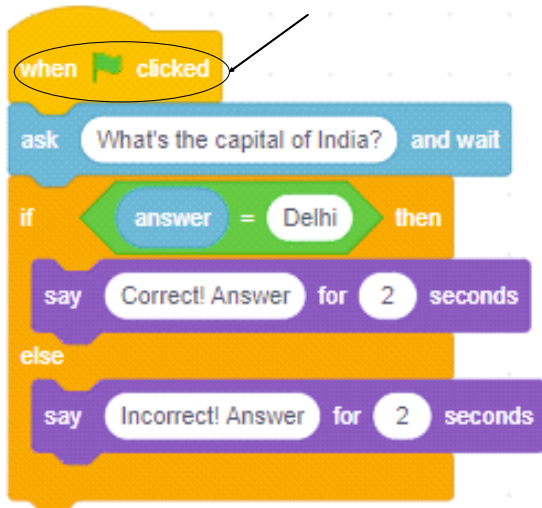 when clicked
ask What's the capital of India? and wait
if answer = Delhi then
say Correct! Answer for 2 seconds
else
say Incorrect! Answer for 2 seconds